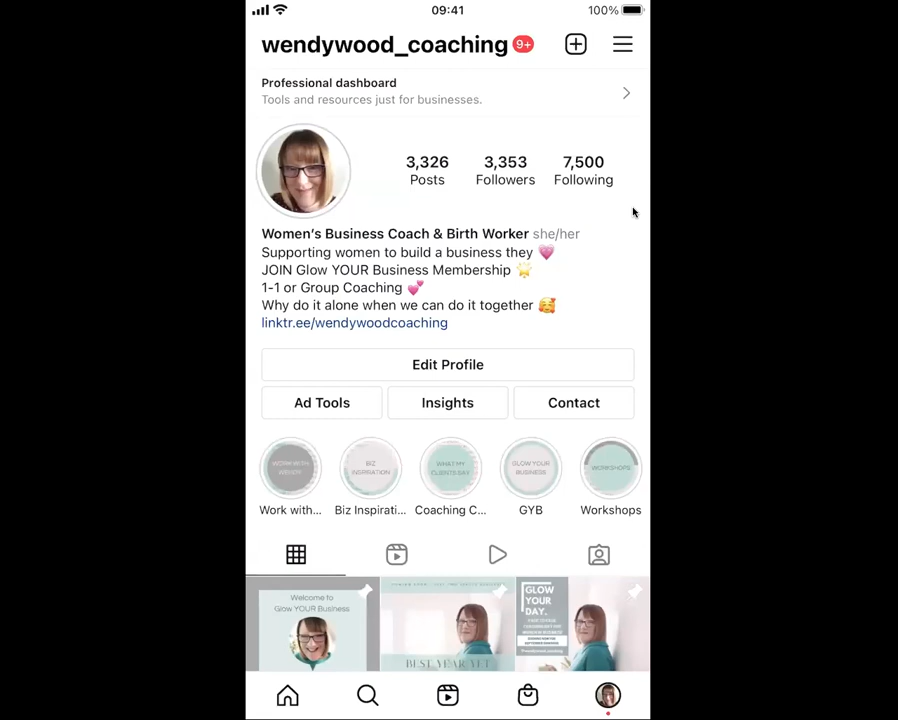 09:41
100%
wendywood_coaching 9+
Professional dashboard
Tools and resources just for businesses.
3,326 3,353 7,500
Posts Followers Following
Women's Business Coach & Birth Worker she/her
Supporting women to build a business they 💗
JOIN Glow YOUR Business Membership 🌟
1-1 or Group Coaching 💕
Why do it alone when we can do it together 🥰
linktr.ee/wendywoodcoaching
Edit Profile
Ad Tools Insights Contact
WORK WITH
WENDY
BIZ
INSPIRATION
WHAT MY
CLIENTS SAY
GLOW YOUR
BUSINESS
WORKSHOPS
Work with... Biz Inspirati... Coaching C... GYB Workshops
Welcome to
Glow YOUR Business
BEST YEAR YET
GLOW
YOUR
DAY.